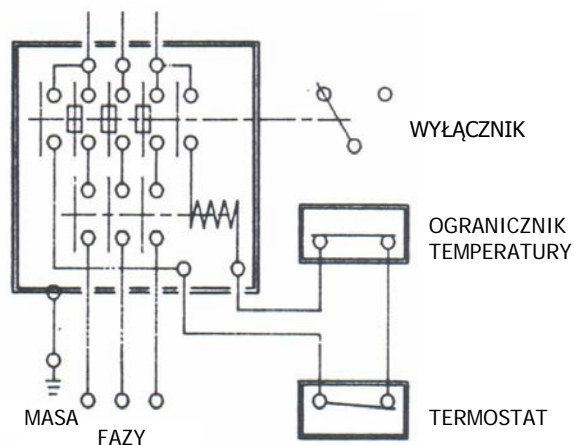 WYŁĄCZNIK
OGRANICZNIK
TEMPERATURY
TERMOSTAT
MASA
FAZY